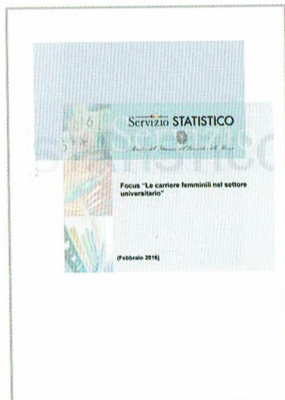 Servizio STATISTICO
Focus "Le carriere femminili nel settore
universitario"
(Febbraio 2016)